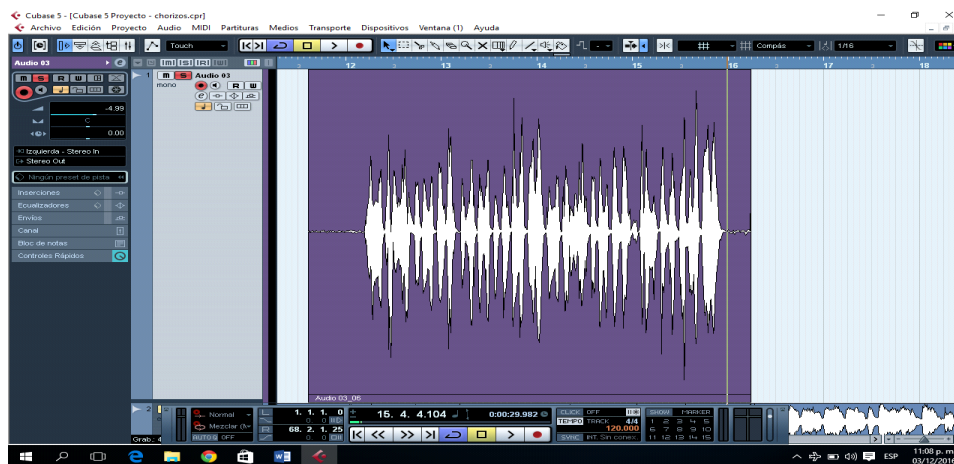 Cubase 5 - [Cubase 5 Proyecto - chorizos.cpr]
Archivo Edición Proyecto Audio MIDI Partituras Medios Transporte Dispositivos Ventana (1) Ayuda
Touch Compás 1/16
Audio 03
12 13 14 15 16 17 18
1 m S Audio 03
mono
m S R W
-4.99
C
0.00
Izquierda - Stereo In
Stereo Out
Ningún preset de pista
Inserciones
Ecualizadores
Envíos
Canal
Bloc de notas
Controles Rápidos
Audio 03_06
2
Grab.: 4
Normal
Mezclar
AUTO Q OFF
1. 1. 1. 0
68. 2. 1. 25
15. 4. 4.104
0:00:29.982
CLICK OFF
TEMPO TRACK 4/4
120.000
SYNC INT. Sin conex.
SHOW MARKER
1 2 3 4 5
6 7 8 9 10
11 12 13 14 15
ESP
11:08 p. m.
03/12/2016